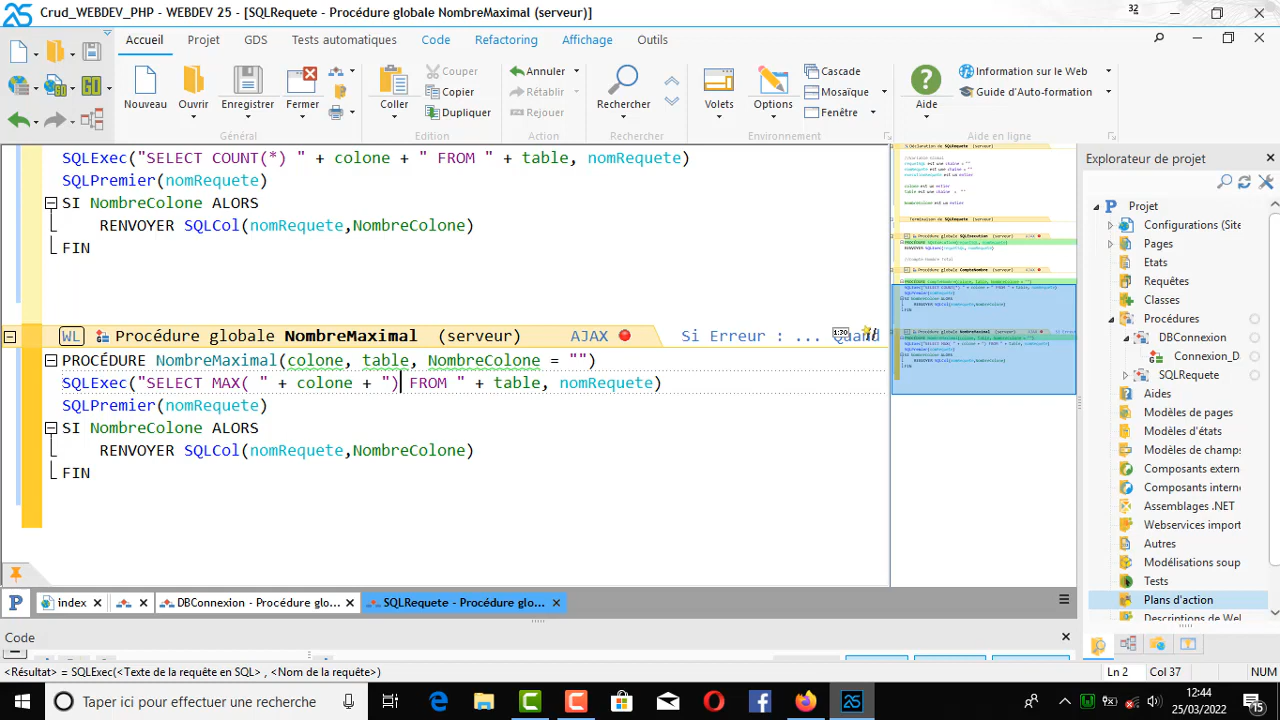 Crud_WEBDEV_PHP - WEBDEV 25 - [SQLRequete - Procédure globale NombreMaximal (serveur)]
32
Accueil Projet GDS Tests automatiques Code Refactoring Affichage Outils
Nouveau
Ouvrir
Enregistrer
Fermer
Général
Coller
Couper
Copier
Dupliquer
Edition
Annuler
Rétablir
Rejouer
Action
Rechercher
Rechercher
Volets
Options
Cascade
Mosaïque
Fenêtre
Environnement
Aide
Information sur le Web
Guide d'Auto-formation
Aide en ligne
SQLExec("SELECT COUNT(*) " + colone + " FROM " + table, nomRequete)
SQLPremier(nomRequete)
SI NombreColone ALORS
RENVOYER SQLCol(nomRequete,NombreColone)
FIN
WL Procédure globale NombreMaximal (serveur) AJAX Si Erreur : ...
PROCÉDURE NombreMaximal(colone, table, NombreColone = "")
SQLExec("SELECT MAX( " + colone + ") FROM " + table, nomRequete)
SQLPremier(nomRequete)
SI NombreColone ALORS
RENVOYER SQLCol(nomRequete,NombreColone)
FIN
Explorateur de projet
Projet
Configurations (Site
Pages
Etats
Requêtes
Classes
Procédures
DBConnexion
Connexion_D
SQLRequete
Aides
Modèles de pages
Modèles d'états
Modèles de champs
Composants extern
Composants interne
Assemblages .NET
Webservices import
Autres
Modélisations soup
Tests
Plans d'action
Descriptions de Wel
index
DBConnexion - Procédure glo...
SQLRequete - Procédure glo...
Code
<Résultat> = SQLExec(<Texte de la requête en SQL> , <Nom de la requête>)
Ln 2 Col 37 NUM
Taper ici pour effectuer une recherche
12:44
25/03/2022
15